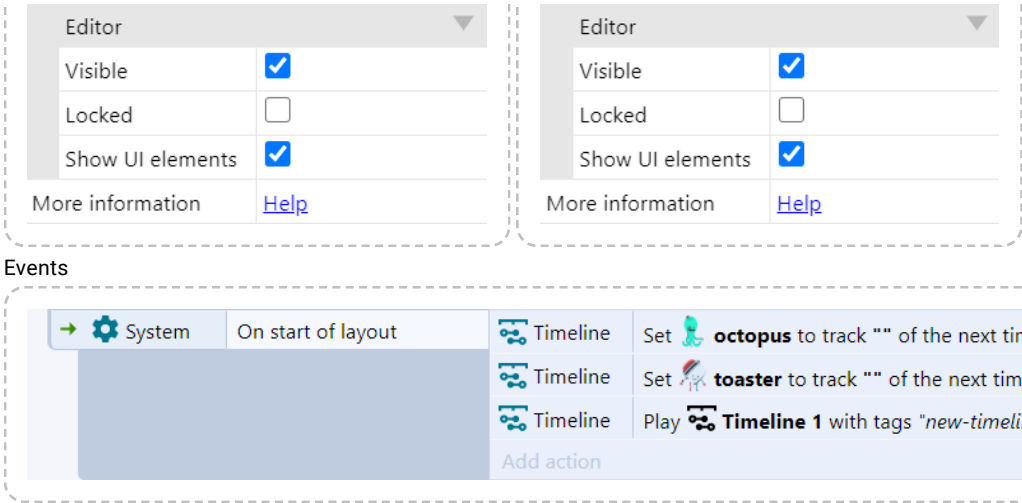 Editor
Visible
Locked
Show UI elements
More information Help
Editor
Visible
Locked
Show UI elements
More information Help
Events
System On start of layout Timeline Set octopus to track "" of the next
Timeline Set toaster to track "" of the next
Timeline Play Timeline 1 with tags "new-timeli
Add action